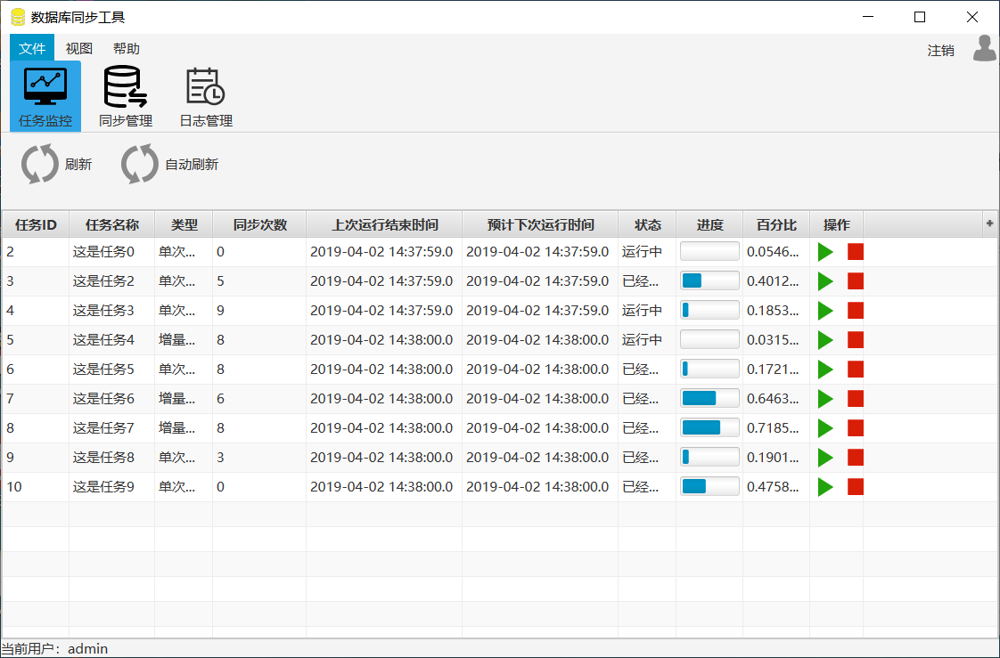 数据库同步工具
文件 视图 帮助 注销
任务监控 同步管理 日志管理
刷新 自动刷新
任务ID 任务名称 类型 同步次数 上次运行结束时间 预计下次运行时间 状态 进度 百分比 操作 +
2 这是任务0 单次... 0 2019-04-02 14:37:59.0 2019-04-02 14:37:59.0 运行中 0.0546...
3 这是任务2 单次... 5 2019-04-02 14:37:59.0 2019-04-02 14:37:59.0 已经... 0.4012...
4 这是任务3 单次... 9 2019-04-02 14:37:59.0 2019-04-02 14:37:59.0 运行中 0.1853...
5 这是任务4 增量... 8 2019-04-02 14:38:00.0 2019-04-02 14:38:00.0 运行中 0.0315...
6 这是任务5 单次... 8 2019-04-02 14:38:00.0 2019-04-02 14:38:00.0 已经... 0.1721...
7 这是任务6 增量... 6 2019-04-02 14:38:00.0 2019-04-02 14:38:00.0 已经... 0.6463...
8 这是任务7 增量... 8 2019-04-02 14:38:00.0 2019-04-02 14:38:00.0 已经... 0.7185...
9 这是任务8 单次... 3 2019-04-02 14:38:00.0 2019-04-02 14:38:00.0 已经... 0.1901...
10 这是任务9 单次... 0 2019-04-02 14:38:00.0 2019-04-02 14:38:00.0 已经... 0.4758...
当前用户：admin